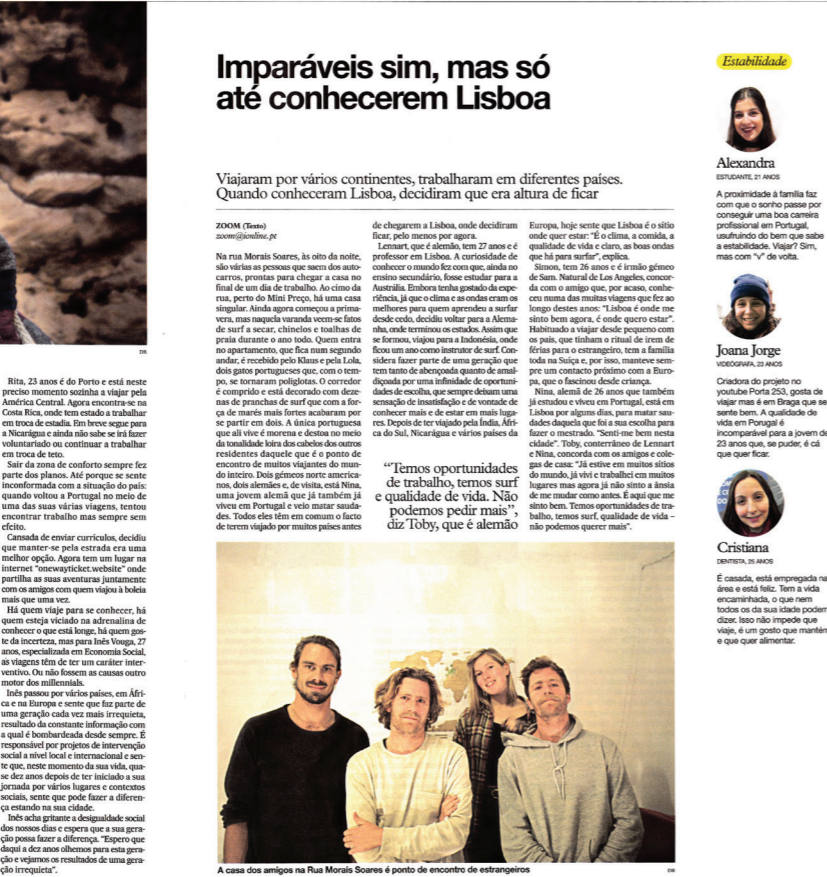 DR
Rita, 23 anos é do Porto e está neste
preciso momento sozinha a viajar pela
América Central. Agora encontra-se na
Costa Rica, onde tem estado a trabalhar
em troca de estadia. Em breve segue para
a Nicarágua e ainda não sabe se irá fazer
voluntariado ou continuar a trabalhar
em troca de teto.
Sair da zona de conforto sempre fez
parte dos planos. Até porque se sente
inconformada com a situação do país:
quando voltou a Portugal no meio de
uma das suas várias viagens, tentou
encontrar trabalho mas sempre sem
efeito.
Cansada de enviar currículos, decidiu
que manter-se pela estrada era uma
melhor opção. Agora tem um lugar na
internet "onewayticket.website" onde
partilha as suas aventuras juntamente
com os amigos com quem viajou à boleia
mais que uma vez.
Há quem viaje para se conhecer, há
quem esteja viciado na adrenalina de
conhecer o que está longe, há quem gos-
te da incerteza, mas para Inês Vouga, 27
anos, especializada em Economia Social,
as viagens têm de ter um caráter inter-
ventivo. Ou não fossem as causas outro
motor dos millennials.
Inês passou por vários países, em Áfri-
ca e na Europa e sente que faz parte de
uma geração cada vez mais irrequieta,
resultado da constante informação com
a qual é bombardeada desde sempre. É
responsável por projetos de intervenção
social a nível local e internacional e sen-
te que, neste momento da sua vida, qua-
se dez anos depois de ter iniciado a sua
jornada por vários lugares e contextos
sociais, sente que pode fazer a diferen-
ça estando na sua cidade.
Inês acha gritante a desigualdade social
dos nossos dias e espera que a sua gera-
ção possa fazer a diferença. "Espero que
daqui a dez anos olhemos para esta gera-
ção e vejamos os resultados de uma gera-
ção irrequieta".
Imparáveis sim, mas só
até conhecerem Lisboa
Viajaram por vários continentes, trabalharam em diferentes países.
Quando conheceram Lisboa, decidiram que era altura de ficar
ZOOM (Texto)
zoom@ionline.pt
Na rua Morais Soares, às oito da noite,
são várias as pessoas que saem dos auto-
carros, prontas para chegar a casa no
final de um dia de trabalho. Ao cimo da
rua, perto do Mini Preço, há uma casa
singular. Ainda agora começou a prima-
vera, mas naquela varanda veem-se fatos
de surf a secar, chinelos e toalhas de
praia durante o ano todo. Quem entra
no apartamento, que fica num segundo
andar, é recebido pelo Klaus e pela Lola,
dois gatos portugueses que, com o tem-
po, se tornaram poliglotas. O corredor
é comprido e está decorado com deze-
nas de pranchas de surf que com a for-
ça de marés mais fortes acabaram por
se partir em dois. A única portuguesa
que ali vive é morena e destoa no meio
da tonalidade loira dos cabelos dos outros
residentes daquele que é o ponto de
encontro de muitos viajantes do mun-
do inteiro. Dois gémeos norte america-
nos, dois alemães e, de visita, está Nina,
uma jovem alemã que já também já
viveu em Portugal e veio matar sauda-
des. Todos eles têm em comum o facto
de terem viajado por muitos países antes
de chegarem a Lisboa, onde decidiram
ficar, pelo menos por agora.
Lennart, que é alemão, tem 27 anos e é
professor em Lisboa. A curiosidade de
conhecer o mundo fez com que, ainda no
ensino secundário, fosse estudar para a
Austrália. Embora tenha gostado da expe-
riência, já que o clima e as ondas eram os
melhores para quem aprendeu a surfar
desde cedo, decidiu voltar para a Alema-
nha, onde terminou os estudos. Assim que
se formou, viajou para a Indonésia, onde
ficou um ano como instrutor de surf. Con-
sidera fazer parte de uma geração que
tem tanto de abençoada quanto de amal-
diçoada por uma infinidade de oportuni-
dades de escolha, que sempre deixam uma
sensação de insatisfação e de vontade de
conhecer mais e de estar em mais luga-
res. Depois de ter viajado pela Índia, Áfri-
ca do Sul, Nicarágua e vários países da
"Temos oportunidades
de trabalho, temos surf
e qualidade de vida. Não
podemos pedir mais",
diz Toby, que é alemão
Europa, hoje sente que Lisboa é o sítio
onde quer estar: "É o clima, a comida, a
qualidade de vida e claro, as boas ondas
que há para surfar", explica.
Simon, tem 26 anos e é irmão gémeo
de Sam. Natural de Los Angeles, concor-
da com o amigo que, por acaso, conhe-
ceu numa das muitas viagens que fez ao
longo destes anos: "Lisboa é onde me
sinto bem agora, é onde quero estar".
Habituado a viajar desde pequeno com
os pais, que tinham o ritual de irem de
férias para o estrangeiro, tem a família
toda na Suiça e, por isso, manteve sem-
pre um contacto próximo com a Euro-
pa, que o fascinou desde criança.
Nina, alemã de 26 anos que também
já estudou e viveu em Portugal, está em
Lisboa por alguns dias, para matar sau-
dades daquela que foi a sua escolha para
fazer o mestrado. "Senti-me bem nesta
cidade". Toby, conterrâneo de Lennart
e Nina, concorda com os amigos e cole-
gas de casa: "Já estive em muitos sítios
do mundo, já vivi e trabalhei em muitos
lugares mas agora já não sinto a ânsia
de me mudar como antes. É aqui que me
sinto bem. Temos oportunidades de tra-
balho, temos surf, qualidade de vida –
não podemos querer mais".
A casa dos amigos na Rua Morais Soares é ponto de encontro de estrangeiros
DR
Estabilidade
Alexandra
ESTUDANTE, 21 ANOS
A proximidade à família faz
com que o sonho passe por
conseguir uma boa carreira
profissional em Portugal,
usufruindo do bem que sabe
a estabilidade. Viajar? Sim,
mas com "v" de volta.
Joana Jorge
VIDEÓGRAFA, 23 ANOS
Criadora do projeto no
youtube Porta 253, gosta de
viajar mas é em Braga que se
sente bem. A qualidade de
vida em Porugal é
incomparável para a jovem de
23 anos que, se puder, é cá
que quer ficar.
Cristiana
DENTISTA, 25 ANOS
É casada, está empregada na
área e está feliz. Tem a vida
encaminhada, o que nem
todos os da sua idade podem
dizer. Isso não impede que
viaje, é um gosto que mantém
e que quer alimentar.